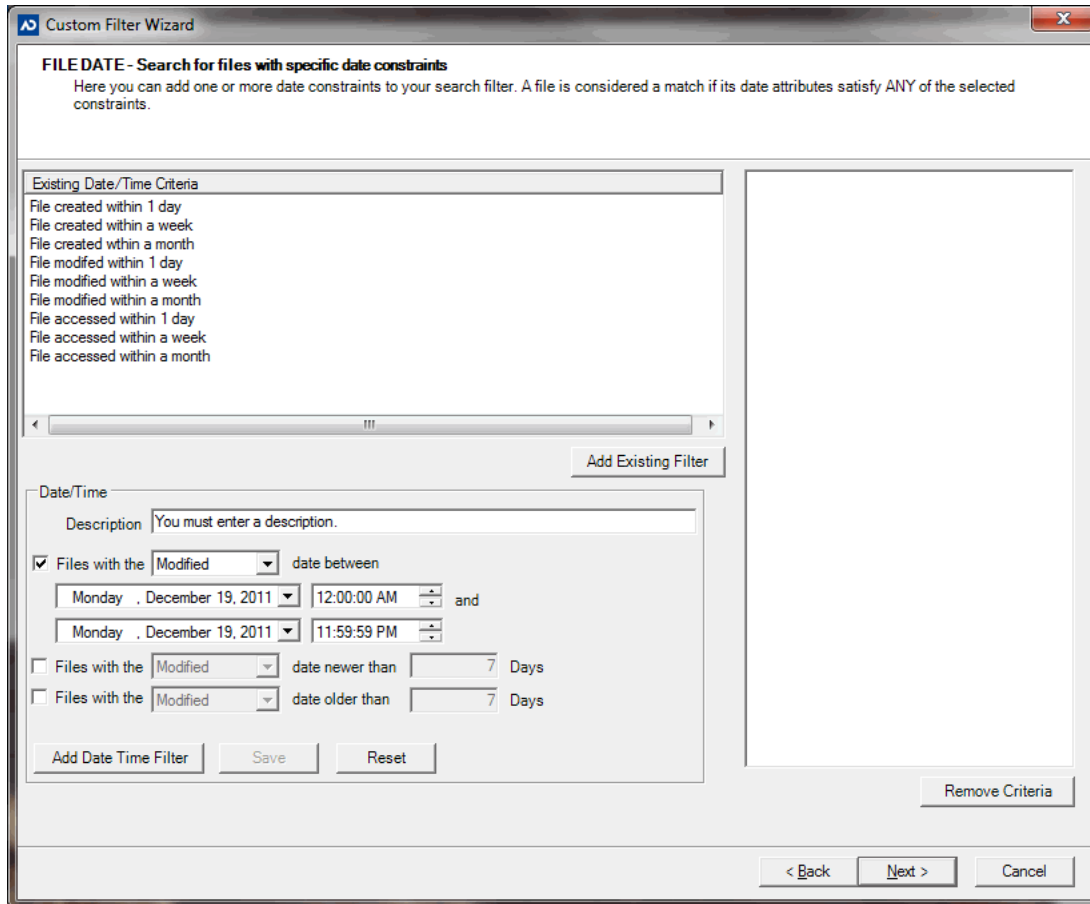 Custom Filter Wizard
FILE DATE - Search for files with specific date constraints
Here you can add one or more date constraints to your search filter. A file is considered a match if its date attributes satisfy ANY of the selected
constraints.
Existing Date/Time Criteria
File created within 1 day
File created within a week
File created wthin a month
File modifed within 1 day
File modified within a week
File modified within a month
File accessed within 1 day
File accessed within a week
File accessed within a month
Add Existing Filter
Date/Time
Description You must enter a description.
Files with the Modified date between
Monday , December 19, 2011 12:00:00 AM and
Monday , December 19, 2011 11:59:59 PM
Files with the Modified date newer than 7 Days
Files with the Modified date older than 7 Days
Add Date Time Filter Save Reset
Remove Criteria
< Back Next > Cancel